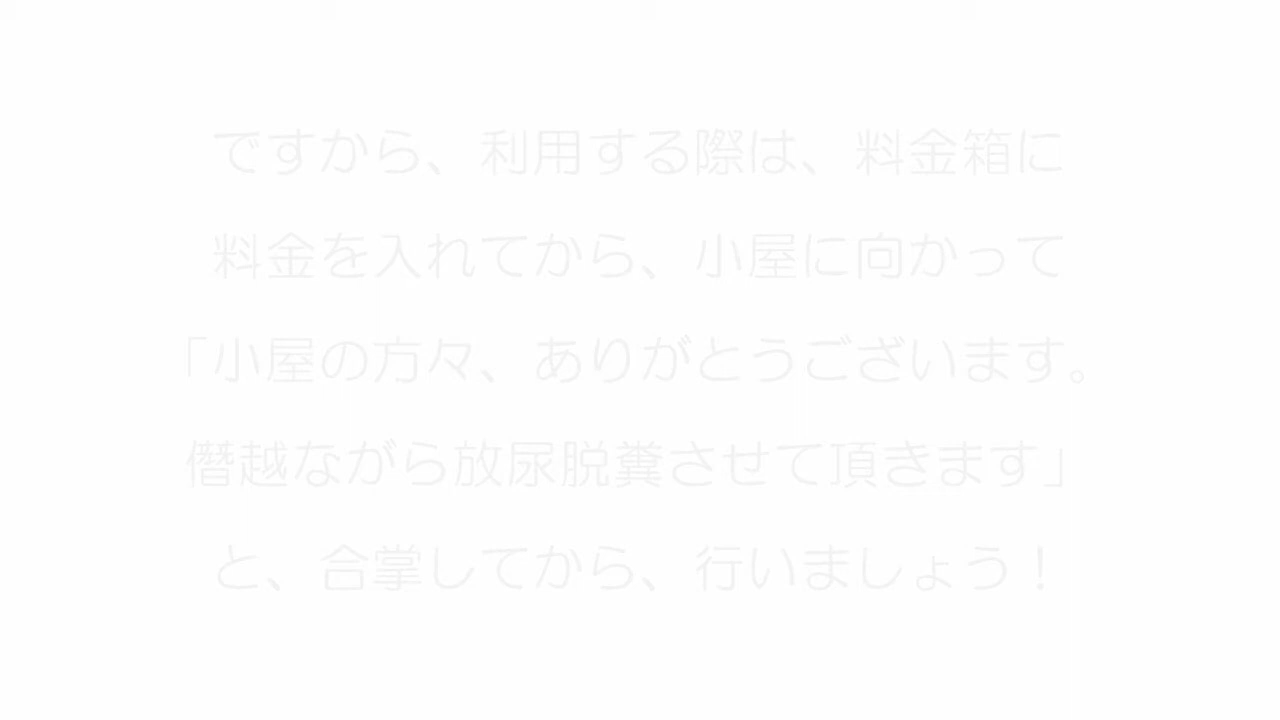 ですから、利用する際は、料金箱に
料金を入れてから、小屋に向かって
「小屋の方々、ありがとうございます。
僭越ながら放尿脱糞させて頂きます」
と、合掌してから、行いましょう！